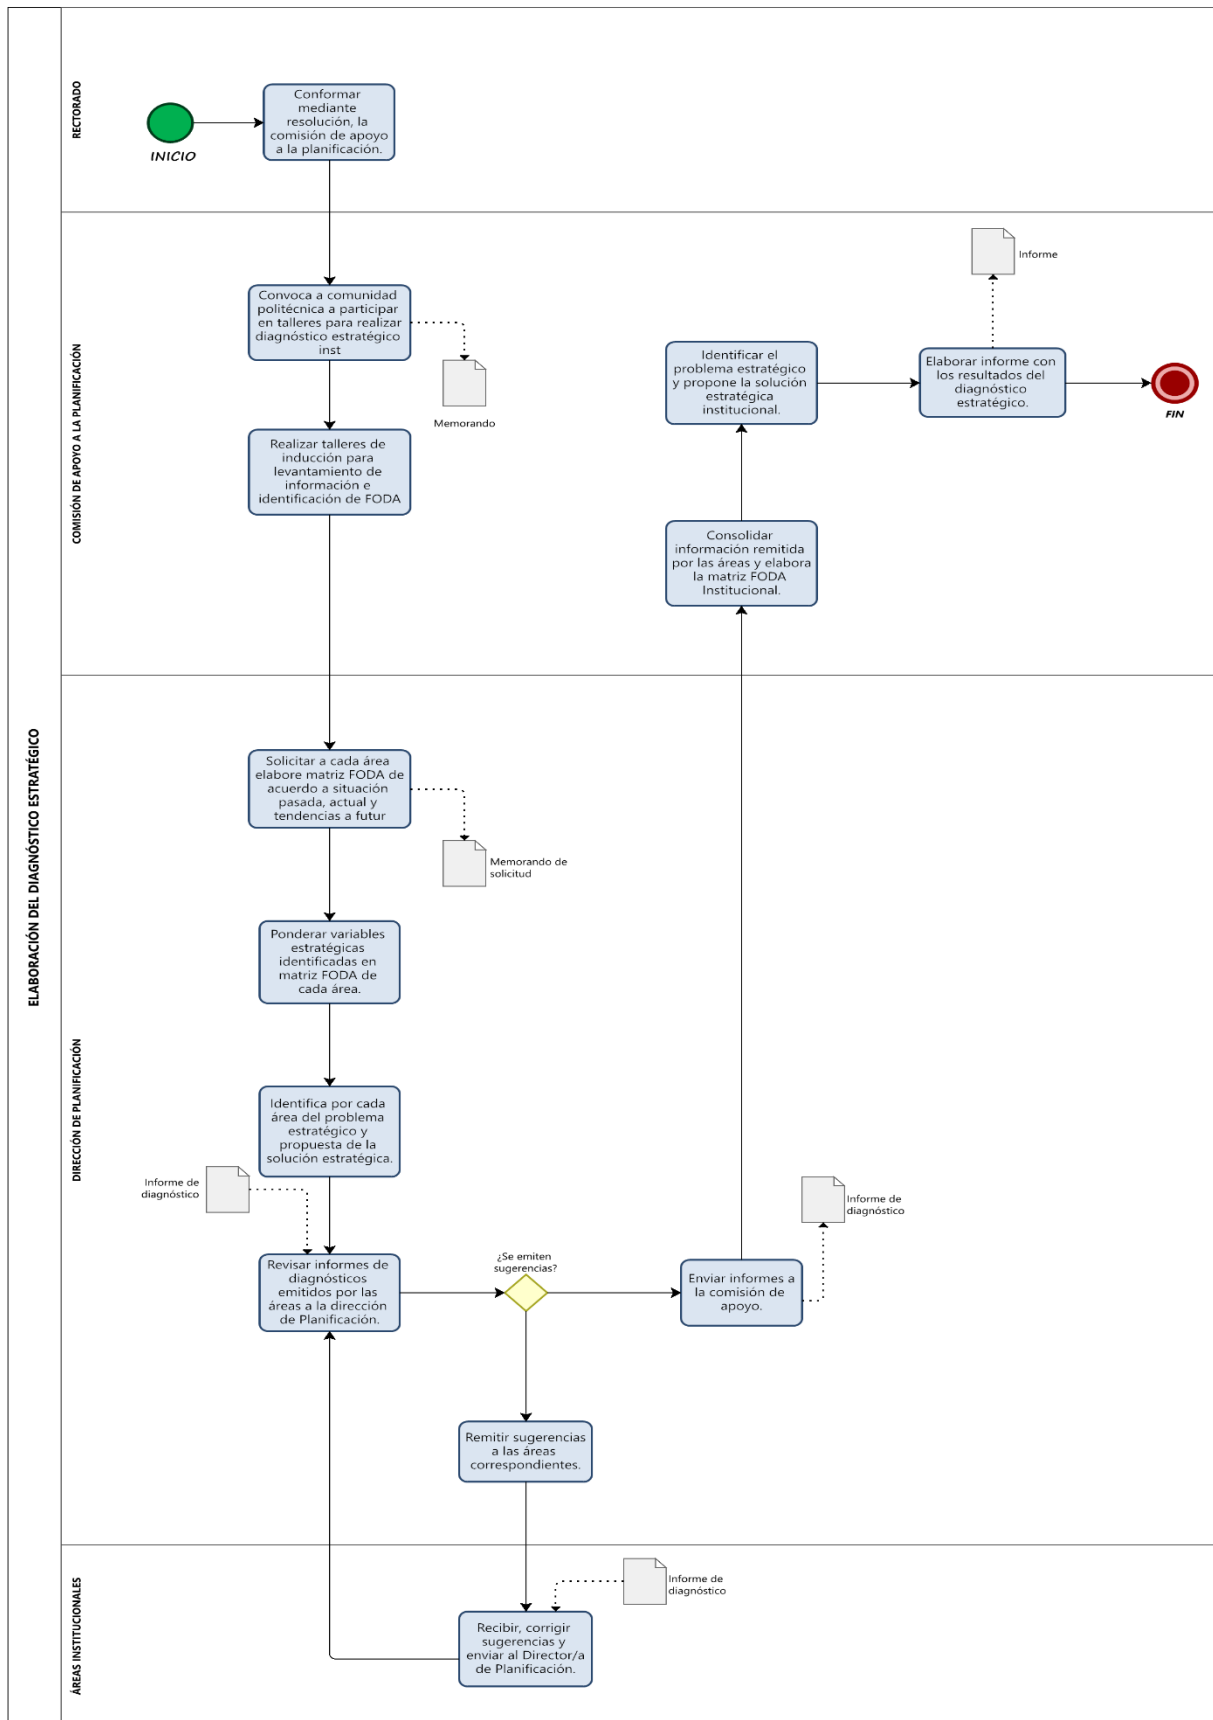 ELABORACIÓN DEL DIAGNÓSTICO ESTRATÉGICO
RECTORADO
INICIO
Conformar
mediante
resolución, la
comisión de apoyo
a la planificación.
COMISIÓN DE APOYO A LA PLANIFICACIÓN
Convoca a comunidad
politécnica a participar
en talleres para realizar
diagnóstico estratégico
inst
Memorando
Realizar talleres de
inducción para
levantamiento de
información e
identificación de FODA
Informe
Identificar el
problema estratégico
y propone la solución
estratégica
institucional.
Elaborar informe con
los resultados del
diagnóstico
estratégico.
FIN
Consolidar
información remitida
por las áreas y elabora
la matriz FODA
Institucional.
DIRECCIÓN DE PLANIFICACIÓN
Solicitar a cada área
elabore matriz FODA de
acuerdo a situación
pasada, actual y
tendencias a futur
Memorando de
solicitud
Ponderar variables
estratégicas
identificadas en
matriz FODA de
cada área.
Identifica por cada
área del problema
estratégico y
propuesta de la
solución estratégica.
Informe de
diagnóstico
Revisar informes de
diagnósticos
emitidos por las
áreas a la dirección
de Planificación.
¿Se emiten
sugerencias?
Enviar informes a
la comisión de
apoyo.
Informe de
diagnóstico
Remitir sugerencias
a las áreas
correspondientes.
ÁREAS INSTITUCIONALES
Informe de
diagnóstico
Recibir, corrigir
sugerencias y
enviar al Director/a
de Planificación.